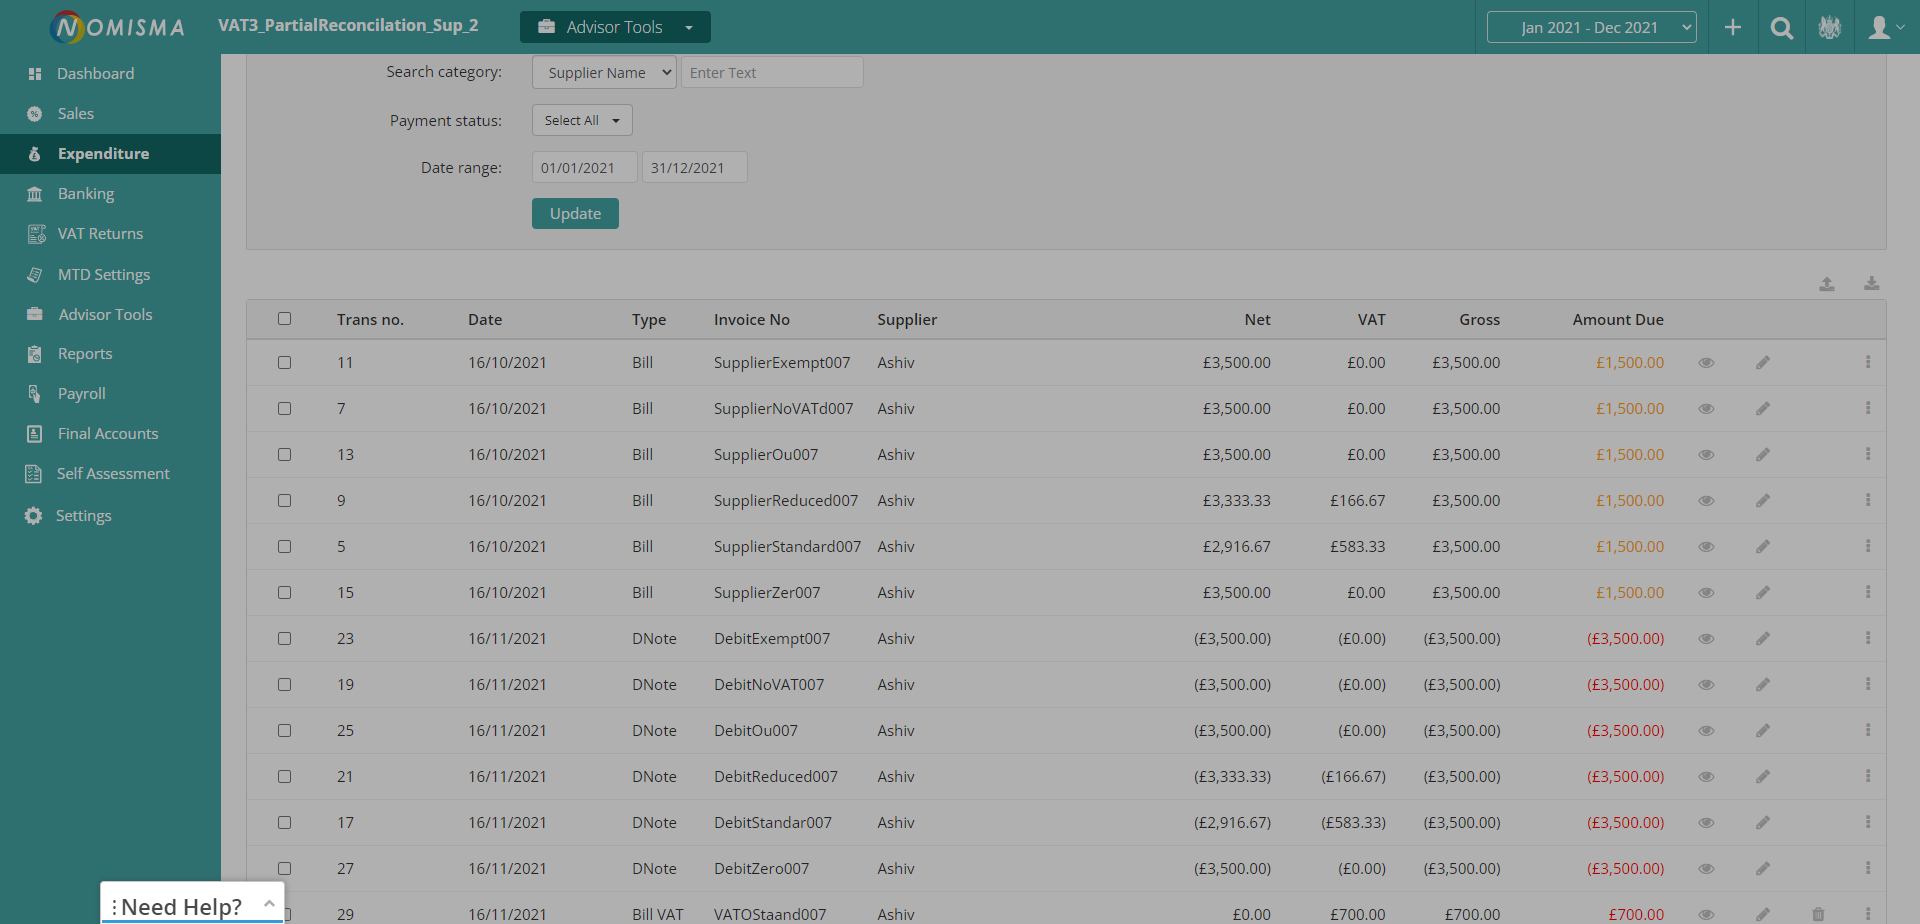 NOMISMA
VAT3_PartialReconcilation_Sup_2
Advisor Tools
Jan 2021 - Dec 2021
Dashboard
Sales
Expenditure
Banking
VAT Returns
MTD Settings
Advisor Tools
Reports
Payroll
Final Accounts
Self Assessment
Settings
Search category: Supplier Name Enter Text
Payment status: Select All
Date range: 01/01/2021 31/12/2021
Update
Trans no. Date Type Invoice No Supplier Net VAT Gross Amount Due
11 16/10/2021 Bill SupplierExempt007 Ashiv £3,500.00 £0.00 £3,500.00 £1,500.00
7 16/10/2021 Bill SupplierNoVATd007 Ashiv £3,500.00 £0.00 £3,500.00 £1,500.00
13 16/10/2021 Bill SupplierOu007 Ashiv £3,500.00 £0.00 £3,500.00 £1,500.00
9 16/10/2021 Bill SupplierReduced007 Ashiv £3,333.33 £166.67 £3,500.00 £1,500.00
5 16/10/2021 Bill SupplierStandard007 Ashiv £2,916.67 £583.33 £3,500.00 £1,500.00
15 16/10/2021 Bill SupplierZer007 Ashiv £3,500.00 £0.00 £3,500.00 £1,500.00
23 16/11/2021 DNote DebitExempt007 Ashiv (£3,500.00) (£0.00) (£3,500.00) (£3,500.00)
19 16/11/2021 DNote DebitNoVAT007 Ashiv (£3,500.00) (£0.00) (£3,500.00) (£3,500.00)
25 16/11/2021 DNote DebitOu007 Ashiv (£3,500.00) (£0.00) (£3,500.00) (£3,500.00)
21 16/11/2021 DNote DebitReduced007 Ashiv (£3,333.33) (£166.67) (£3,500.00) (£3,500.00)
17 16/11/2021 DNote DebitStandar007 Ashiv (£2,916.67) (£583.33) (£3,500.00) (£3,500.00)
27 16/11/2021 DNote DebitZero007 Ashiv (£3,500.00) (£0.00) (£3,500.00) (£3,500.00)
29 16/11/2021 Bill VAT VATOStaand007 Ashiv £0.00 £700.00 £700.00 £700.00
Need Help?